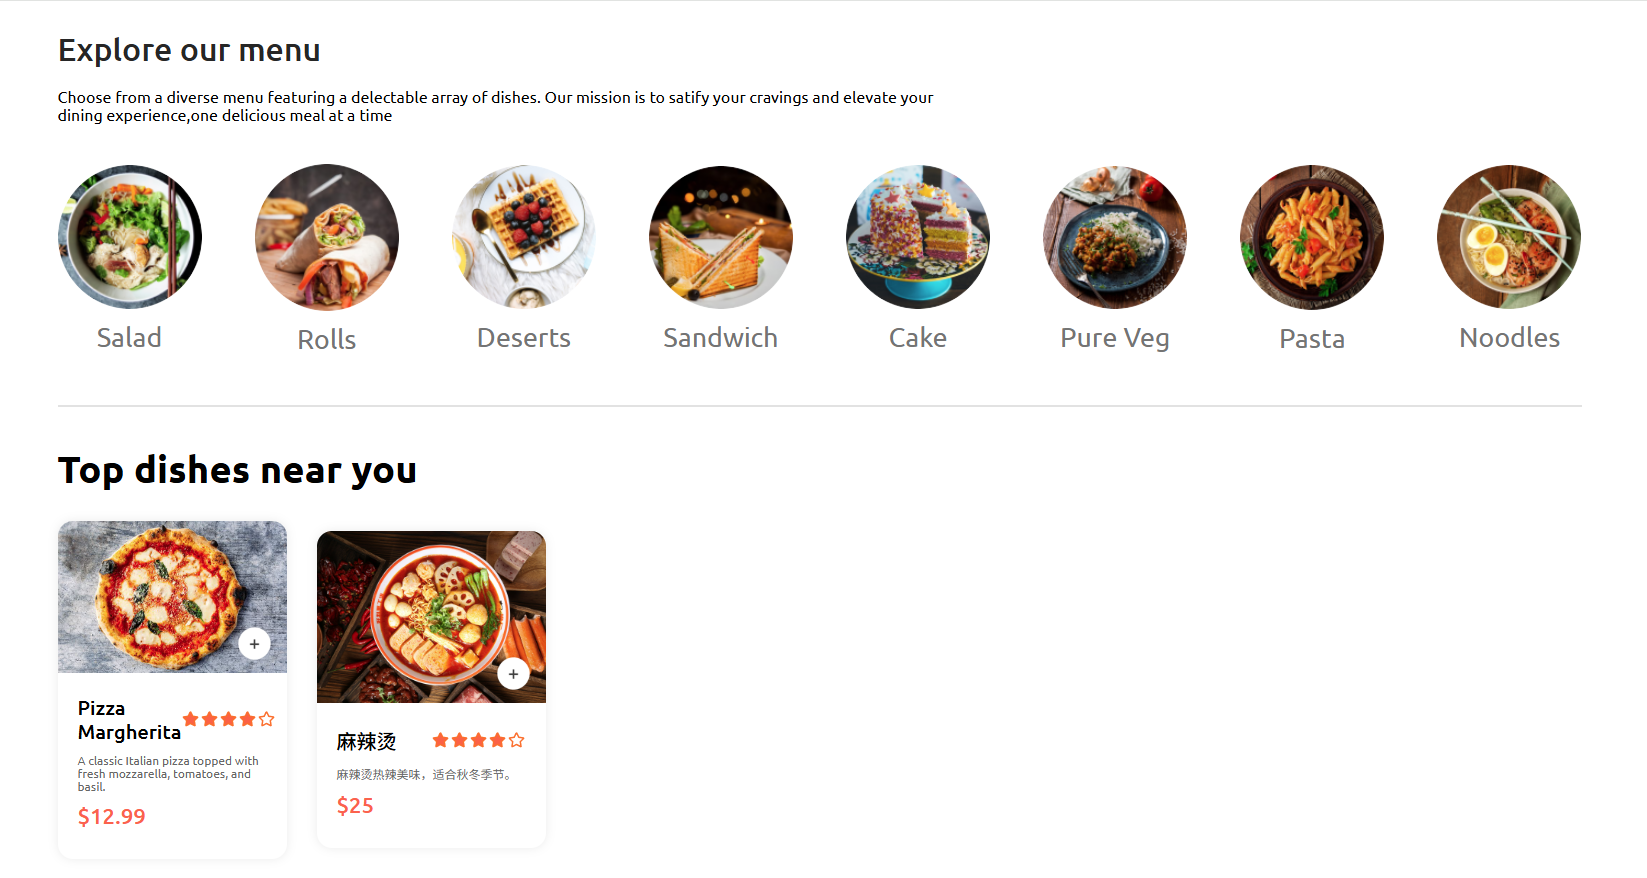 Explore our menu
Choose from a diverse menu featuring a delectable array of dishes. Our mission is to satify your cravings and elevate your
dining experience,one delicious meal at a time
Salad
Rolls
Deserts
Sandwich
Cake
Pure Veg
Pasta
Noodles
Top dishes near you
Pizza
Margherita
A classic Italian pizza topped with
fresh mozzarella, tomatoes, and
basil.
$12.99
麻辣烫
麻辣烫热辣美味，适合秋冬季节。
$25